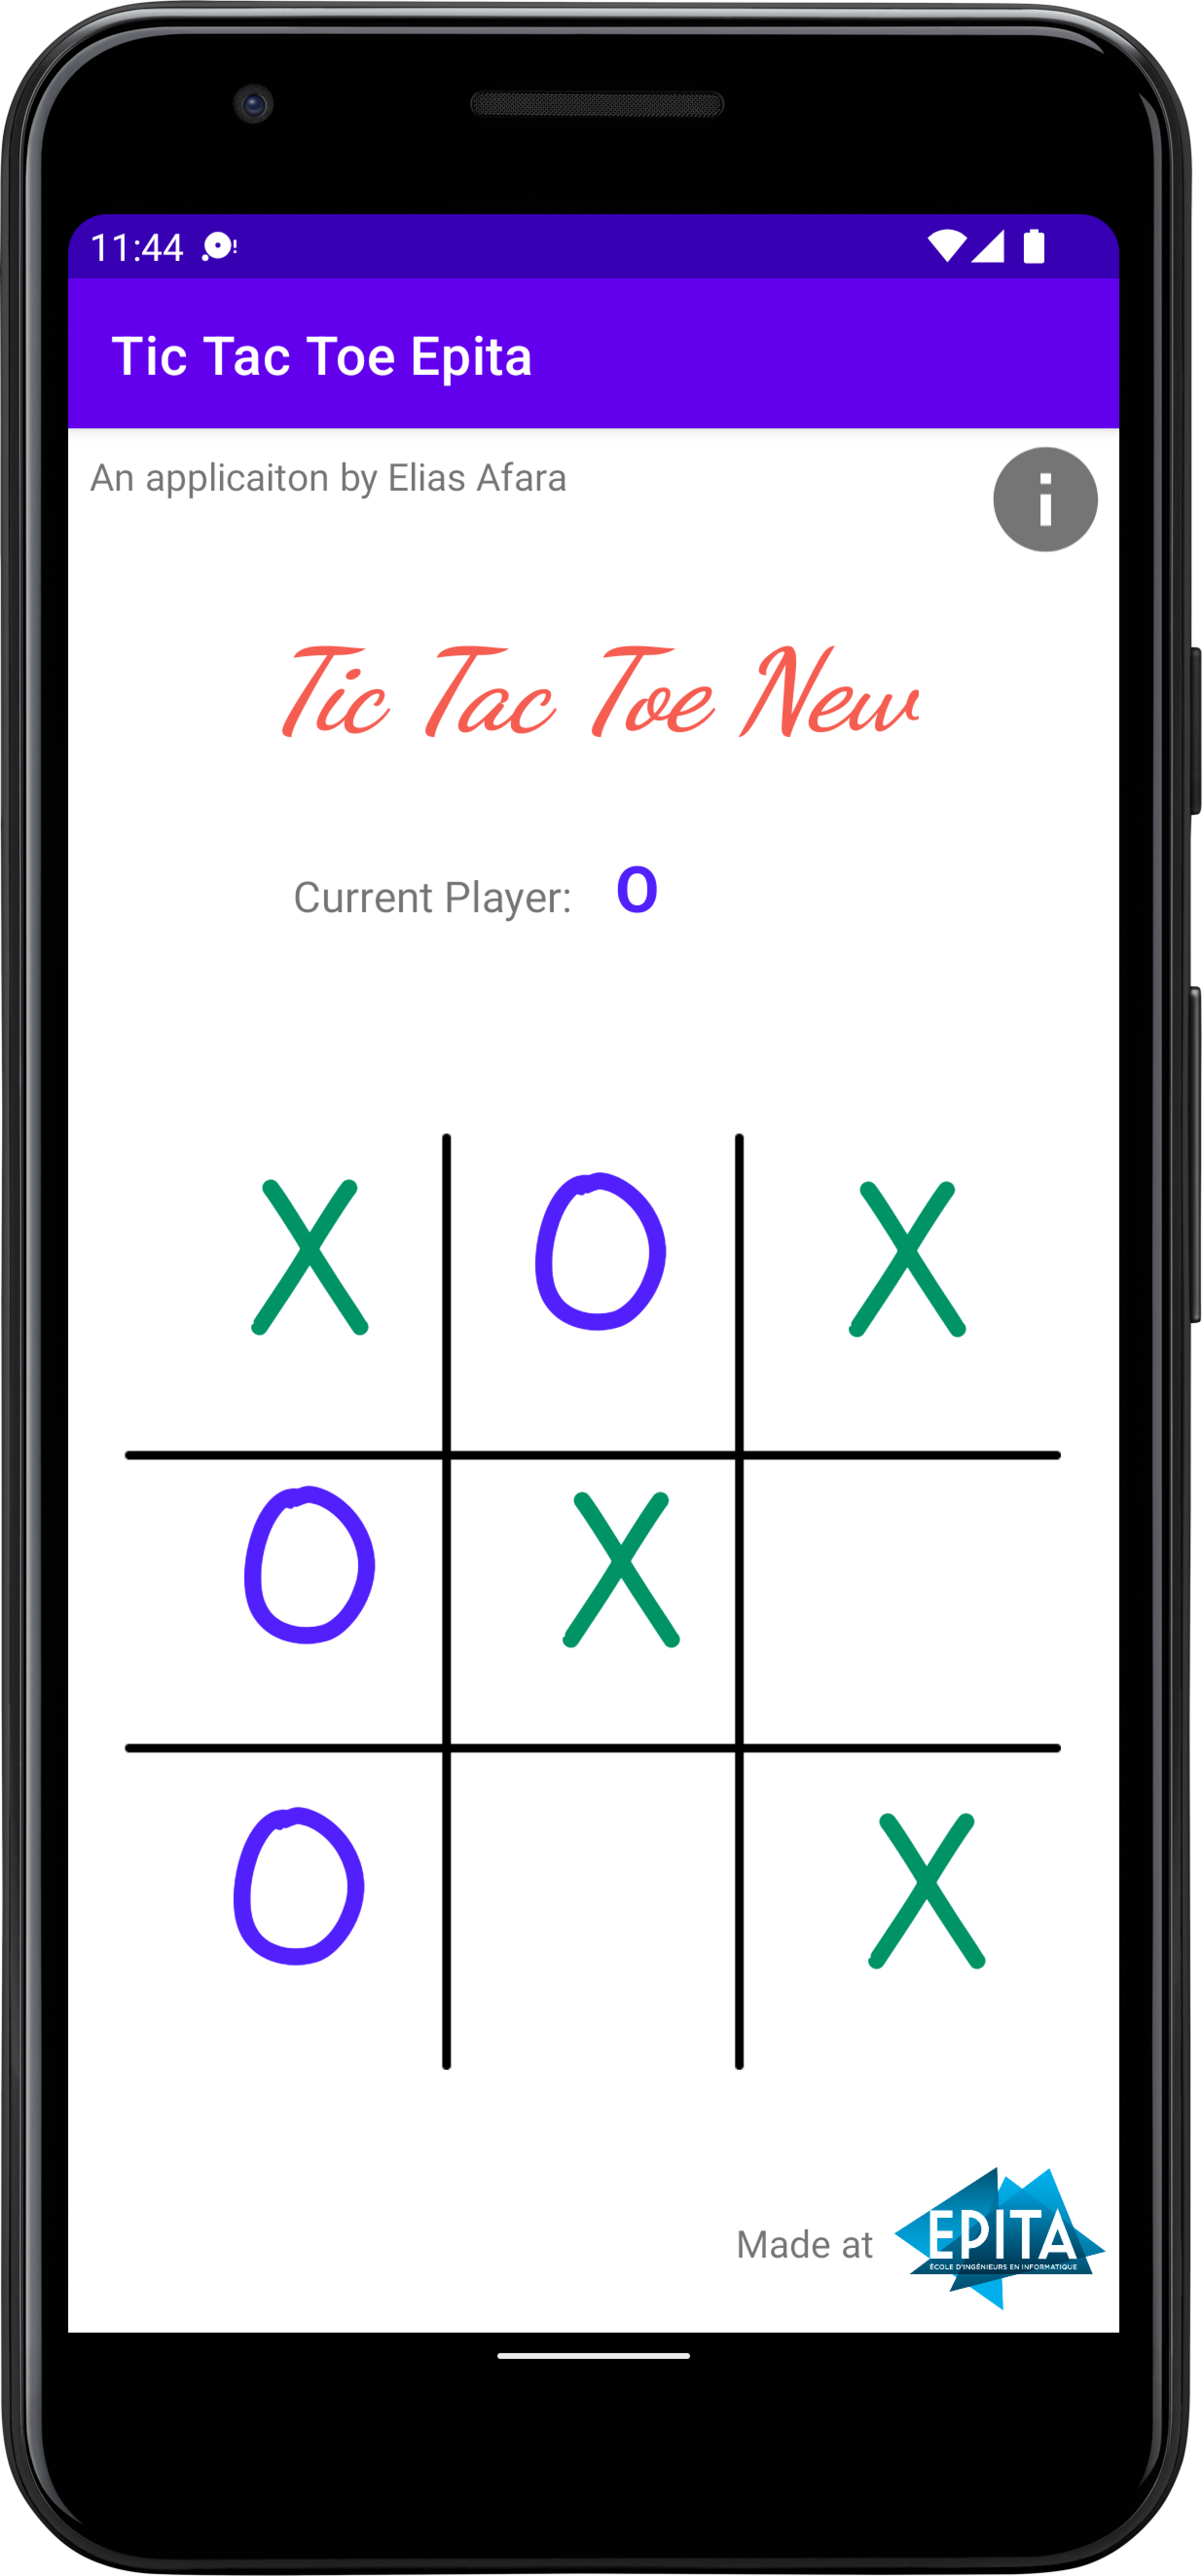 11:44
Tic Tac Toe Epita
An applicaiton by Elias Afara
Tic Tac Toe New
Current Player: O
X O X
O X
O X
Made at EPITA
ÉCOLE D'INGÉNIEURS EN INFORMATIQUE